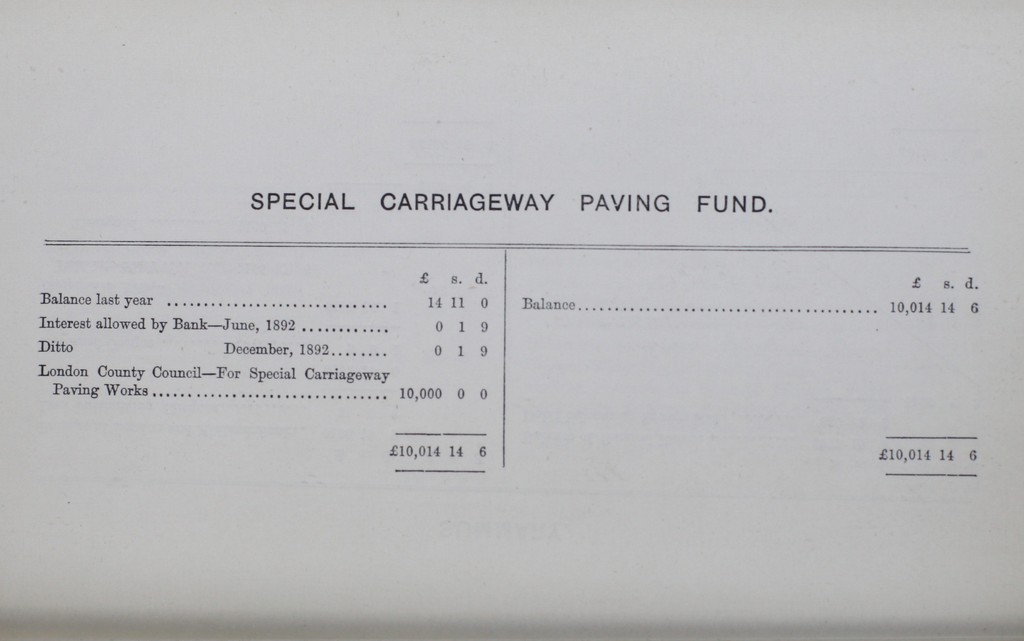 SPECIAL CARRIAGEWAY PAVING FUND.
£ s. d.
Balance last year ............................ 14 11 0
Interest allowed by Bank—June, 1892 ............ 0 1 9
Ditto December, 1892........ 0 1 9
London County Council—For Special Carriageway
Paving Works.............................. 10,000 0 0
£10,014 14 6
£ s. d.
Balance....................................... 10,014 14 6
£10,014 14 6